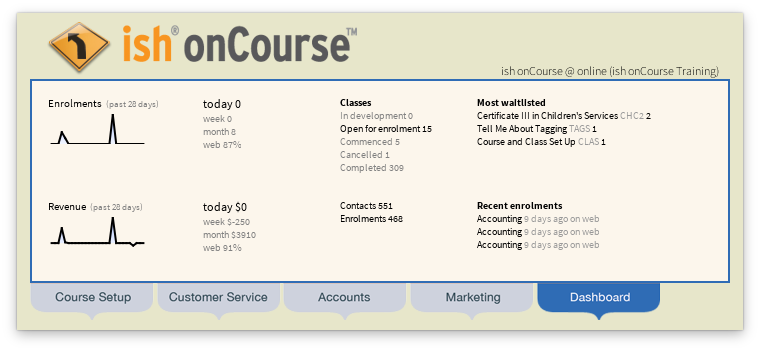 ish® onCourse™
ish onCourse @ online (ish onCourse Training)
Enrolments (past 28 days)
today 0
week 0
month 8
web 87%
Classes
In development 0
Open for enrolment 15
Commenced 5
Cancelled 1
Completed 309
Most waitlisted
Certificate III in Children's Services CHC2 2
Tell Me About Tagging TAGS 1
Course and Class Set Up CLAS 1
Revenue (past 28 days)
today $0
week $-250
month $3910
web 91%
Contacts 551
Enrolments 468
Recent enrolments
Accounting 9 days ago on web
Accounting 9 days ago on web
Accounting 9 days ago on web
Course Setup
Customer Service
Accounts
Marketing
Dashboard